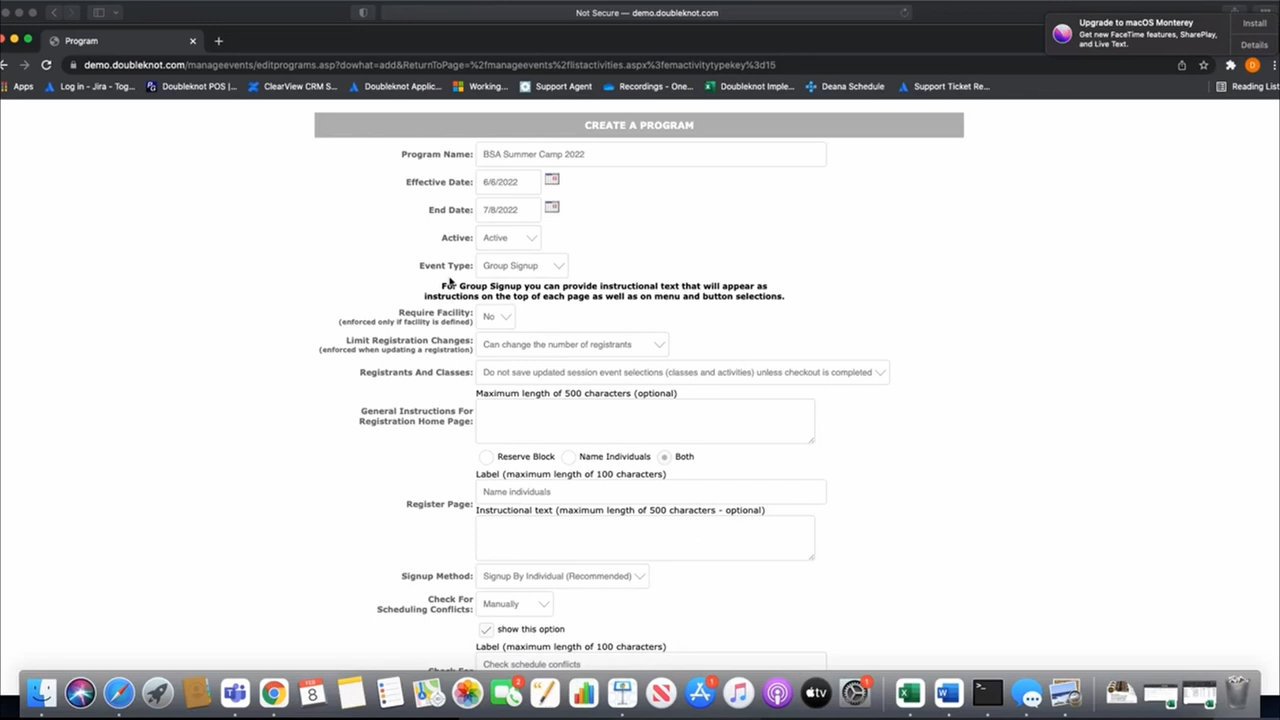 Not Secure — demo.doubleknot.com
Upgrade to macOS Monterey
Get new FaceTime features, SharePlay,
and Live Text.
Install
Details
Program
demo.doubleknot.com/manageevents/editprograms.asp?dowhat=add&ReturnToPage=%2fmanageevents%2flistactivities.aspx%3femactivitytypekey%3d15
D
Apps
Log in - Jira - Tog...
Doubleknot POS |...
ClearView CRM S...
Doubleknot Applic...
Working...
Support Agent
Recordings - One...
Doubleknot Imple...
Deana Schedule
Support Ticket Re...
Reading List
CREATE A PROGRAM
Program Name: BSA Summer Camp 2022
Effective Date: 6/6/2022
End Date: 7/8/2022
Active: Active
Event Type: Group Signup
For Group Signup you can provide instructional text that will appear as
instructions on the top of each page as well as on menu and button selections.
Require Facility: No
(enforced only if facility is defined)
Limit Registration Changes: Can change the number of registrants
(enforced when updating a registration)
Registrants And Classes: Do not save updated session event selections (classes and activities) unless checkout is completed
Maximum length of 500 characters (optional)
General Instructions For
Registration Home Page:
Reserve Block Name Individuals Both
Label (maximum length of 100 characters)
Name individuals
Register Page:
Instructional text (maximum length of 500 characters - optional)
Signup Method: Signup By Individual (Recommended)
Check For
Scheduling Conflicts: Manually
show this option
Label (maximum length of 100 characters)
Check schedule conflicts
Check For
FEB
8
2
1
tv
1